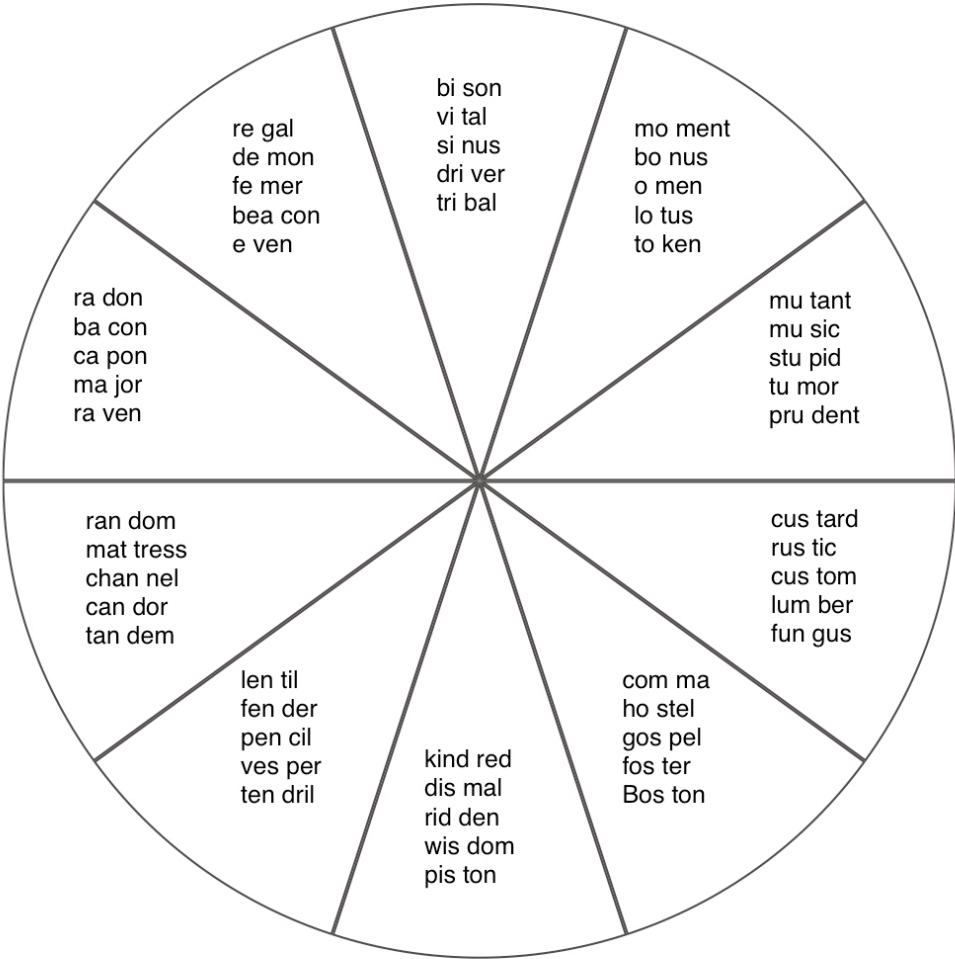 bi son
vi tal
si nus
dri ver
tri bal
mo ment
bo nus
o men
lo tus
to ken
mu tant
mu sic
stu pid
tu mor
pru dent
cus tard
rus tic
cus tom
lum ber
fun gus
com ma
ho stel
gos pel
fos ter
Bos ton
kind red
dis mal
rid den
wis dom
pis ton
len til
fen der
pen cil
ves per
ten dril
ran dom
mat tress
chan nel
can dor
tan dem
ra don
ba con
ca pon
ma jor
ra ven
re gal
de mon
fe mer
bea con
e ven